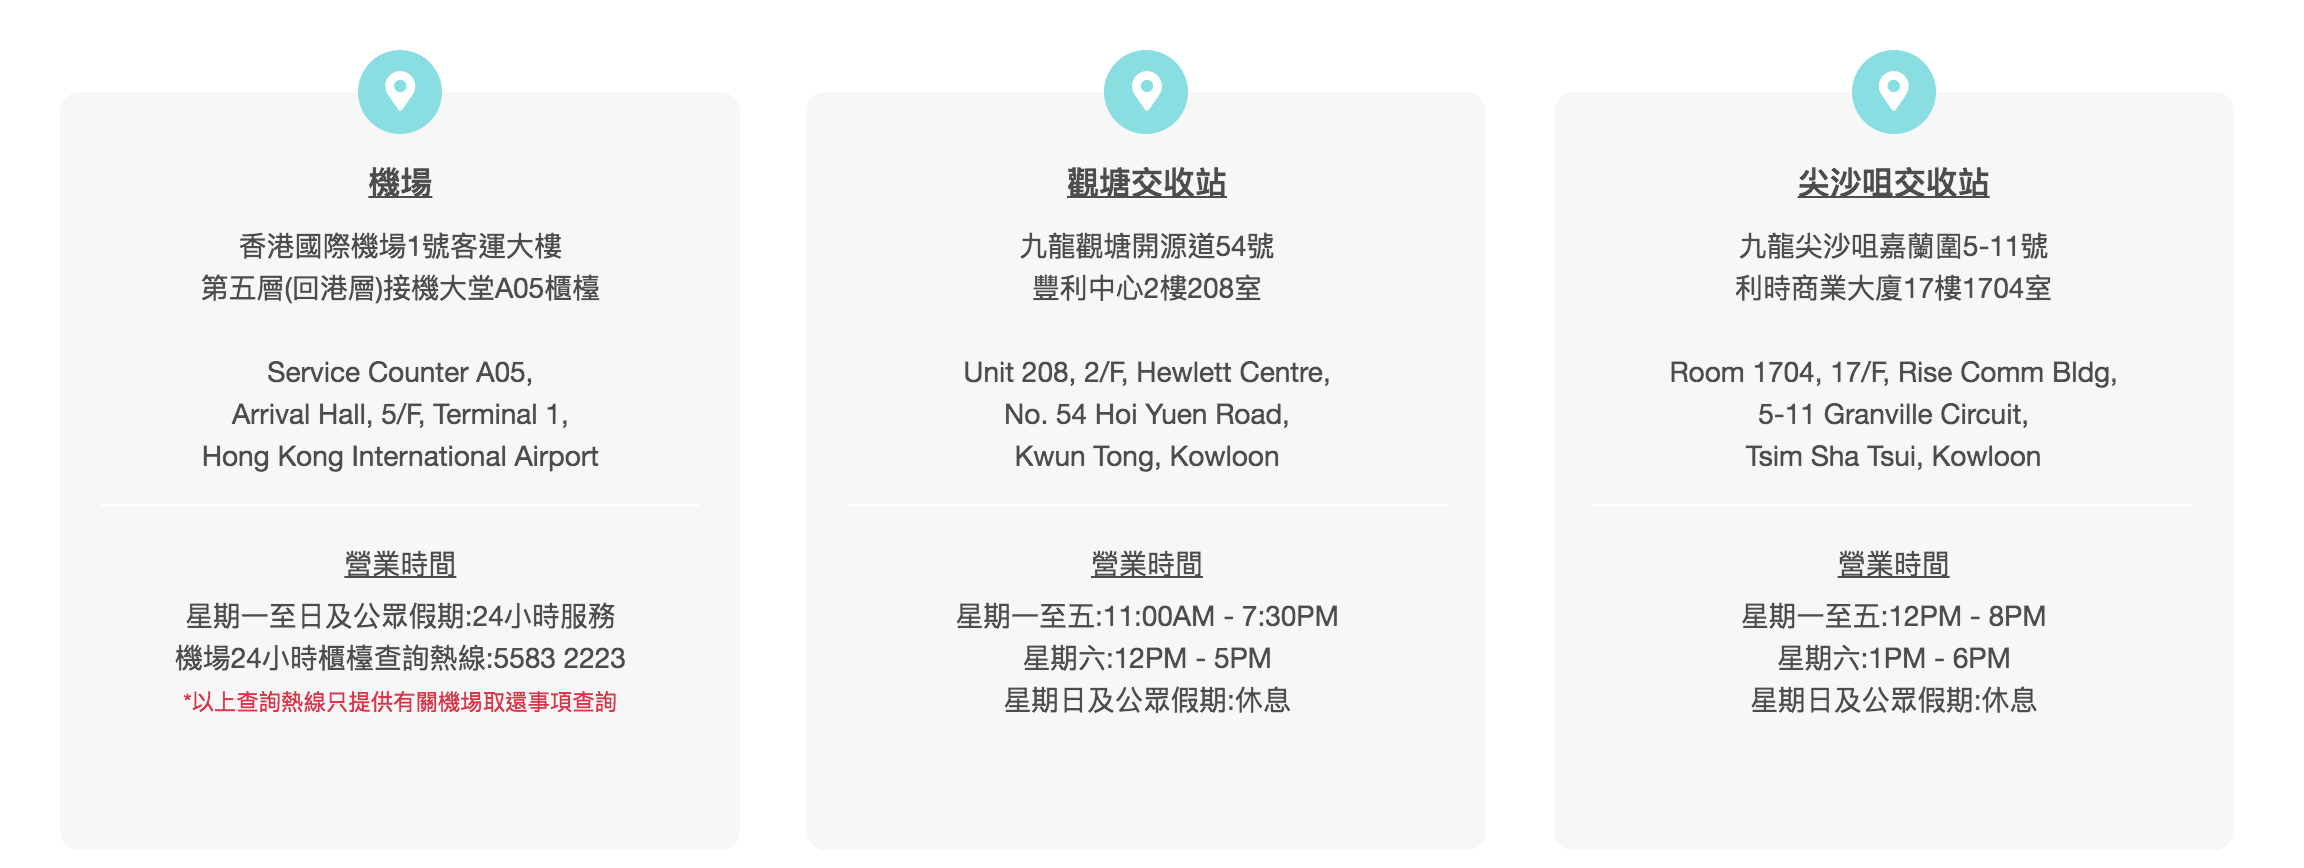 機場
香港國際機場1號客運大樓
第五層(回港層)接機大堂A05櫃檯
Service Counter A05,
Arrival Hall, 5/F, Terminal 1,
Hong Kong International Airport
營業時間
星期一至日及公眾假期:24小時服務
機場24小時櫃檯查詢熱線:5583 2223
*以上查詢熱線只提供有關機場取還事項查詢
觀塘交收站
九龍觀塘開源道54號
豐利中心2樓208室
Unit 208, 2/F, Hewlett Centre,
No. 54 Hoi Yuen Road,
Kwun Tong, Kowloon
營業時間
星期一至五:11:00AM - 7:30PM
星期六:12PM - 5PM
星期日及公眾假期:休息
尖沙咀交收站
九龍尖沙咀嘉蘭圍5-11號
利時商業大廈17樓1704室
Room 1704, 17/F, Rise Comm Bldg,
5-11 Granville Circuit,
Tsim Sha Tsui, Kowloon
營業時間
星期一至五:12PM - 8PM
星期六:1PM - 6PM
星期日及公眾假期:休息